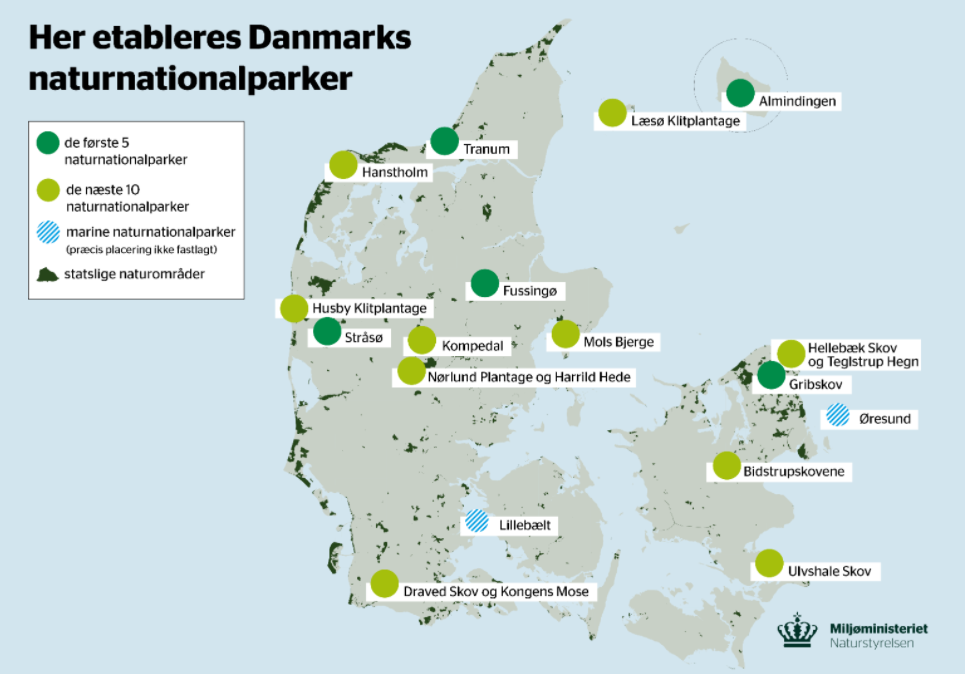 Her etableres Danmarks
naturnationalparker
de første 5
naturnationalparker
de næste 10
naturnationalparker
marine naturnationalparker
(præcis placering ikke fastlagt)
statslige naturområder
Almindingen
Læsø Klitplantage
Tranum
Hanstholm
Fussingø
Husby Klitplantage
Stråsø
Kompedal
Mols Bjerge
Hellebæk Skov
og Teglstrup Hegn
Nørlund Plantage og Harrild Hede
Gribskov
Øresund
Bidstrupskovene
Lillebælt
Ulvshale Skov
Draved Skov og Kongens Mose
Miljøministeriet
Naturstyrelsen